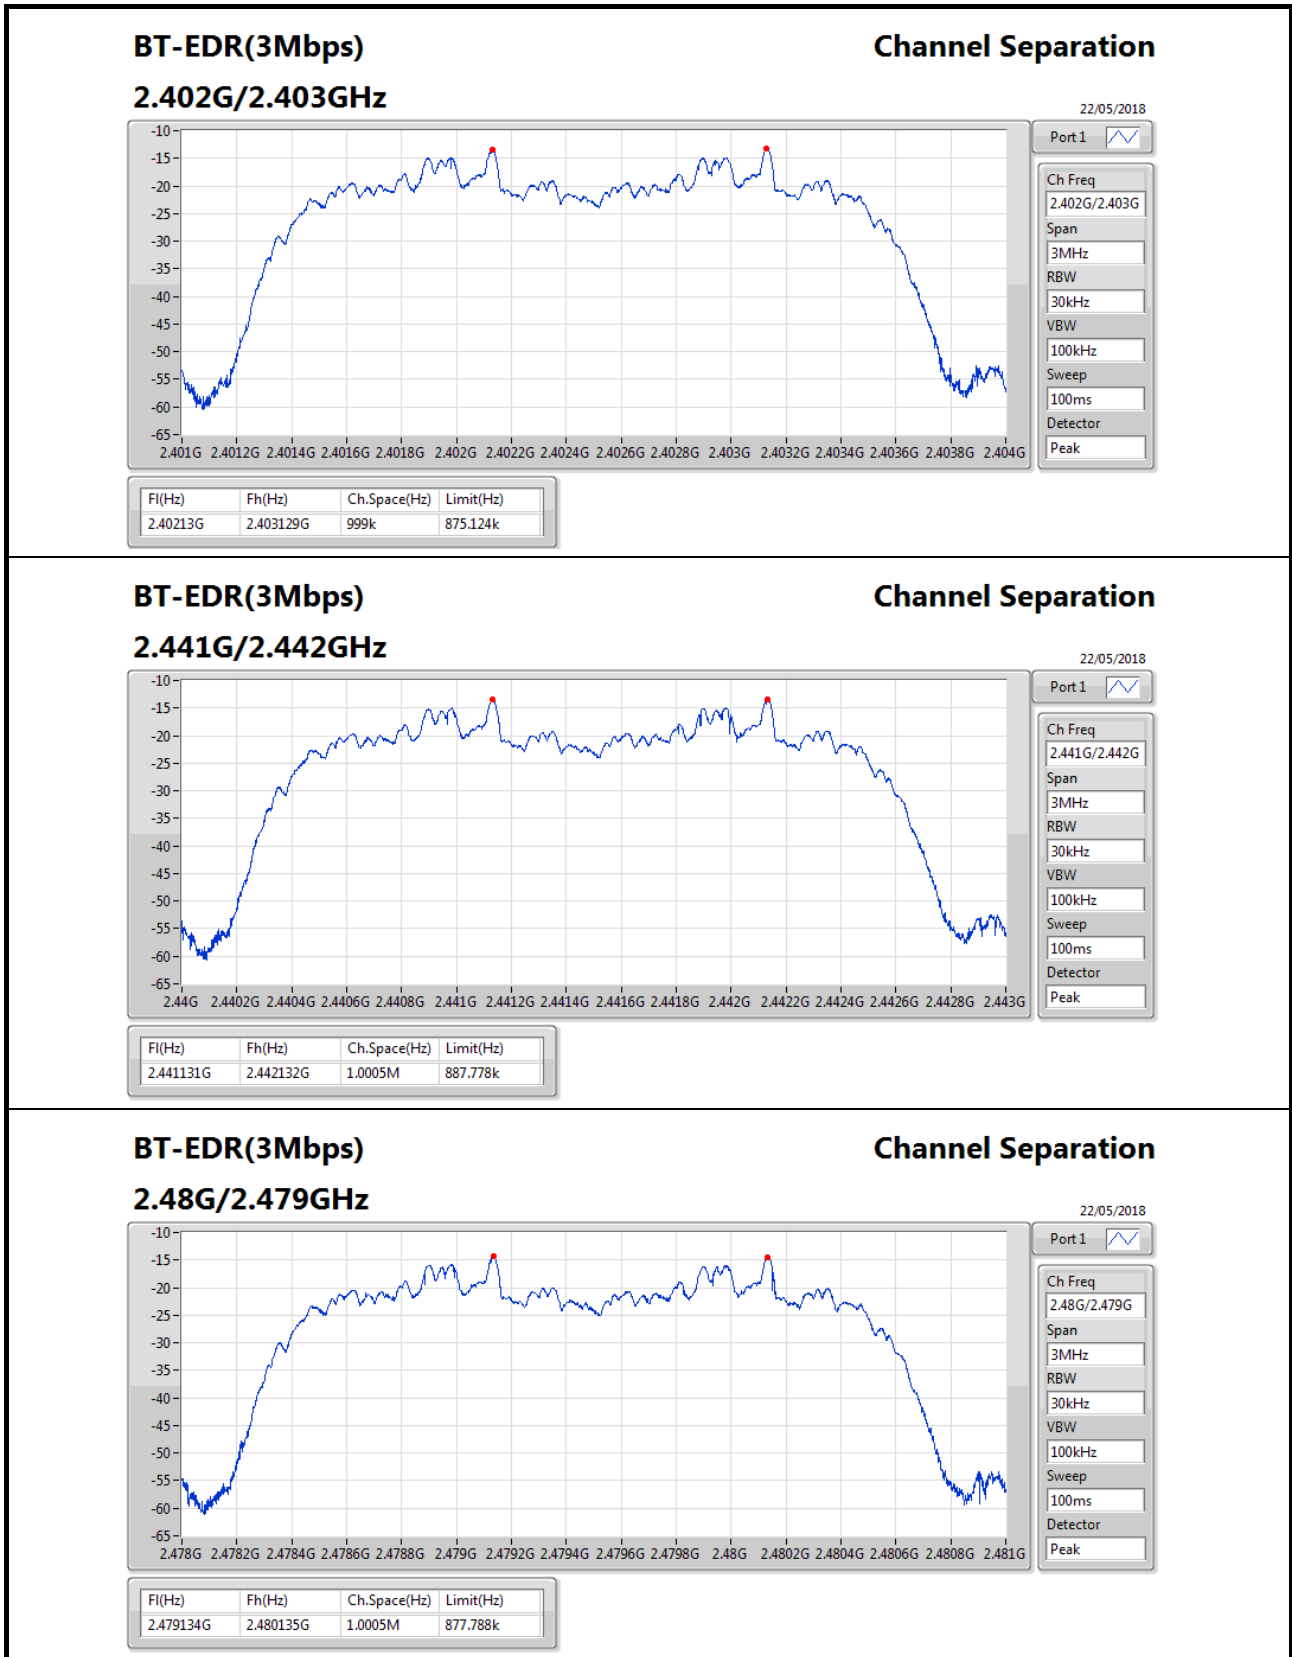 BT-EDR(3Mbps) Channel Separation
2.402G/2.403GHz
22/05/2018
Port 1
-10
-15
-20
-25
-30
-35
-40
-45
-50
-55
-60
-65
2.401G 2.4012G 2.4014G 2.4016G 2.4018G 2.402G 2.4022G 2.4024G 2.4026G 2.4028G 2.403G 2.4032G 2.4034G 2.4036G 2.4038G 2.404G
Ch Freq
2.402G/2.403G
Span
3MHz
RBW
30kHz
VBW
100kHz
Sweep
100ms
Detector
Peak
Fl(Hz) Fh(Hz) Ch.Space(Hz) Limit(Hz)
2.40213G 2.403129G 999k 875.124k
BT-EDR(3Mbps) Channel Separation
2.441G/2.442GHz
22/05/2018
Port 1
-10
-15
-20
-25
-30
-35
-40
-45
-50
-55
-60
-65
2.44G 2.4402G 2.4404G 2.4406G 2.4408G 2.441G 2.4412G 2.4414G 2.4416G 2.4418G 2.442G 2.4422G 2.4424G 2.4426G 2.4428G 2.443G
Ch Freq
2.441G/2.442G
Span
3MHz
RBW
30kHz
VBW
100kHz
Sweep
100ms
Detector
Peak
Fl(Hz) Fh(Hz) Ch.Space(Hz) Limit(Hz)
2.441131G 2.442132G 1.0005M 887.778k
BT-EDR(3Mbps) Channel Separation
2.48G/2.479GHz
22/05/2018
Port 1
-10
-15
-20
-25
-30
-35
-40
-45
-50
-55
-60
-65
2.478G 2.4782G 2.4784G 2.4786G 2.4788G 2.479G 2.4792G 2.4794G 2.4796G 2.4798G 2.48G 2.4802G 2.4804G 2.4806G 2.4808G 2.481G
Ch Freq
2.48G/2.479G
Span
3MHz
RBW
30kHz
VBW
100kHz
Sweep
100ms
Detector
Peak
Fl(Hz) Fh(Hz) Ch.Space(Hz) Limit(Hz)
2.479134G 2.480135G 1.0005M 877.788k